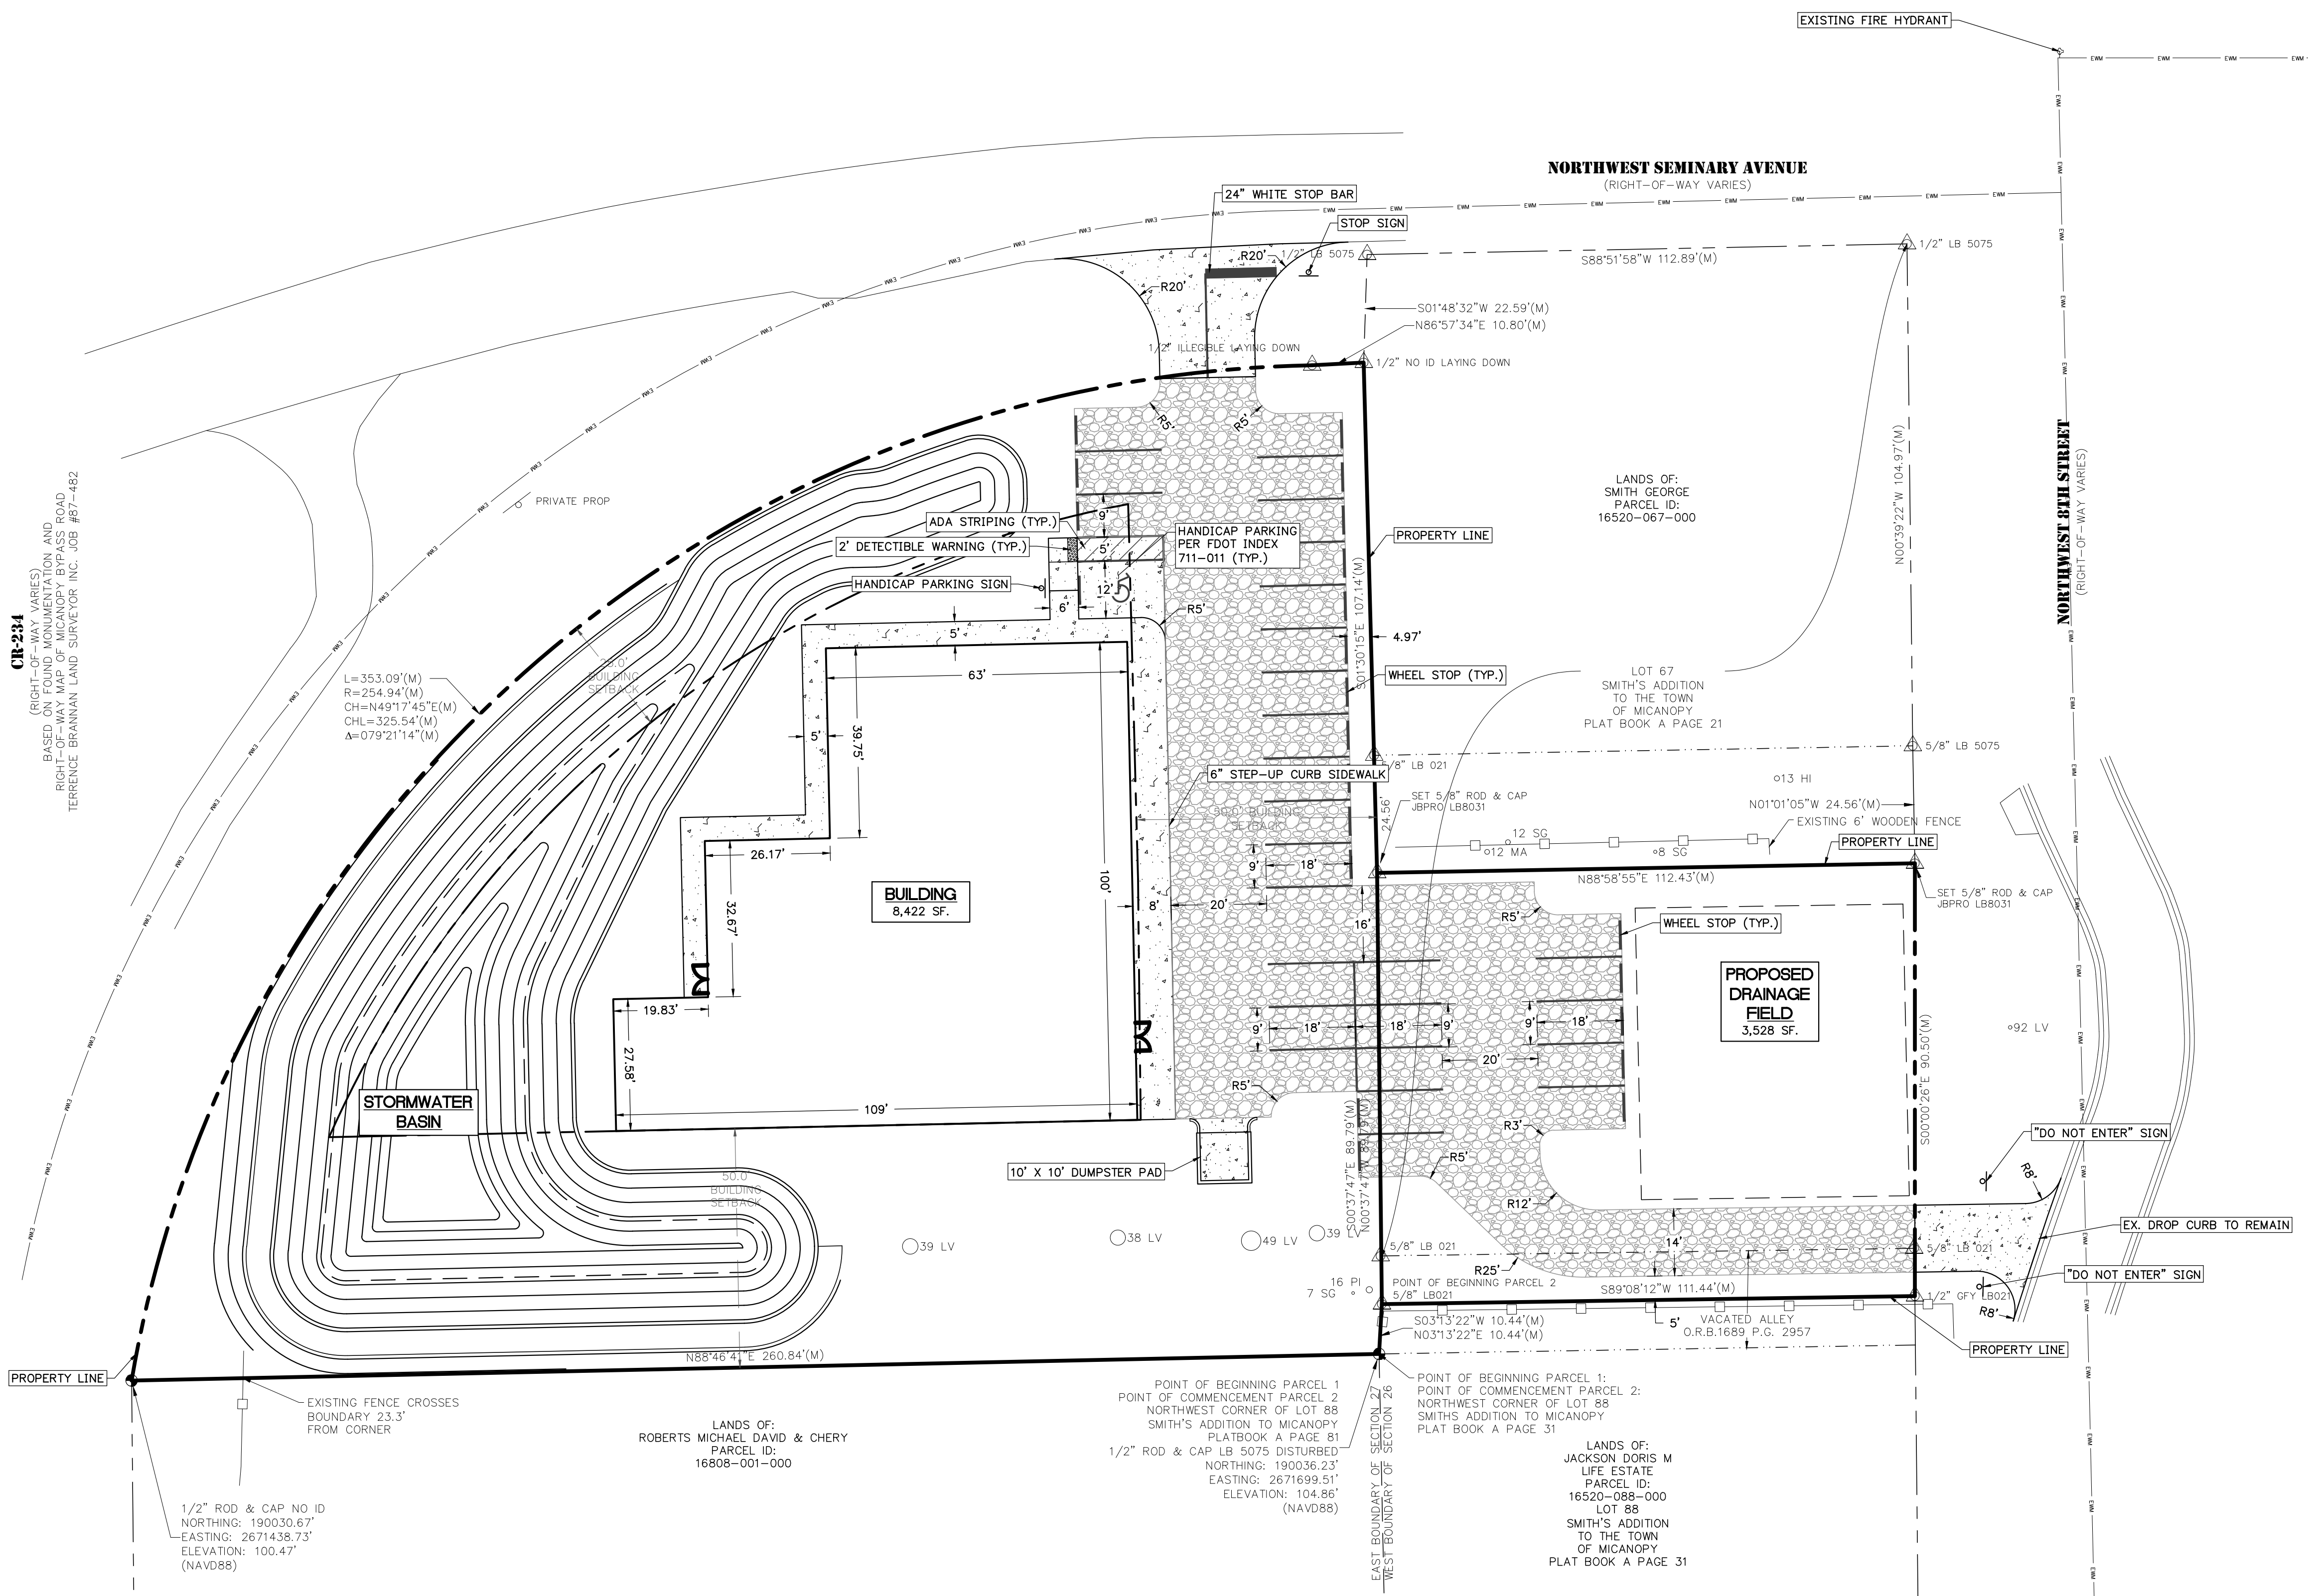 EXISTING FIRE HYDRANT
NORTHWEST SEMINARY AVENUE
(RIGHT-OF-WAY VARIES)
24" WHITE STOP BAR
STOP SIGN
R20'
R20'
1/2" LB 5075
1/2" LB 5075
S88°51'58"W 112.89'(M)
S01°48'32"W 22.59'(M)
N86°57'34"E 10.80'(M)
1/2" ILLEGIBLE LAYING DOWN
1/2" NO ID LAYING DOWN
R5'
R5'
NORTHWEST 8TH STREET
(RIGHT-OF-WAY VARIES)
N00°39'22"W 104.97'(M)
LANDS OF:
SMITH GEORGE
PARCEL ID:
16520-067-000
PROPERTY LINE
PRIVATE PROP
ADA STRIPING (TYP.)
2' DETECTIBLE WARNING (TYP.)
HANDICAP PARKING SIGN
HANDICAP PARKING
PER FDOT INDEX
711-011 (TYP.)
9'
5'
12'
6'
R5'
5'
63'
S01°30'15"E 107.14'(M)
4.97'
WHEEL STOP (TYP.)
LOT 67
SMITH'S ADDITION
TO THE TOWN
OF MICANOPY
PLAT BOOK A PAGE 21
CR-234
(RIGHT-OF-WAY VARIES)
BASED ON FOUND MONUMENTATION AND
RIGHT-OF-WAY MAP OF MICANOPY BYPASS ROAD
TERRENCE BRANNAN LAND SURVEYOR INC. JOB #87-482
L=353.09'(M)
R=254.94'(M)
CH=N49°17'45"E(M)
CHL=325.54'(M)
Δ=079°21'14"(M)
BUILDING
SETBACK
5'
39.75'
6" STEP-UP CURB SIDEWALK
/8" LB 021
5/8" LB 5075
SET 5/8" ROD & CAP
JBPRO LB8031
24.56'
50.0' BUILDING
SETBACK
13 HI
N01°01'05"W 24.56'(M)
EXISTING 6' WOODEN FENCE
PROPERTY LINE
12 SG
12 MA
8 SG
N88°58'55"E 112.43'(M)
SET 5/8" ROD & CAP
JBPRO LB8031
26.17'
32.67'
BUILDING
8,422 SF.
100'
8'
20'
9'
18'
16'
R5'
WHEEL STOP (TYP.)
PROPOSED
DRAINAGE
FIELD
3,528 SF.
19.83'
27.58'
109'
9'
18'
18'
9'
20'
9'
18'
92 LV
S00°00'26"E 90.50'(M)
STORMWATER
BASIN
R5'
S00°37'47"E 89.79'(M)
R3'
R5'
R12'
14'
R25'
10' X 10' DUMPSTER PAD
50.0
BUILDING
SETBACK
39 LV
38 LV
49 LV
39 LV
"DO NOT ENTER" SIGN
R8'
EX. DROP CURB TO REMAIN
5/8" LB 021
5/8" LB 021
"DO NOT ENTER" SIGN
R8'
16 PI
7 SG
POINT OF BEGINNING PARCEL 2
5/8" LB021
S89°08'12"W 111.44'(M)
1/2" GFY LB021
5'
S03°13'22"W 10.44'(M)
N03°13'22"E 10.44'(M)
VACATED ALLEY
O.R.B.1689 P.G. 2957
PROPERTY LINE
N88°46'41"E 260.84'(M)
PROPERTY LINE
EXISTING FENCE CROSSES
BOUNDARY 23.3'
FROM CORNER
1/2" ROD & CAP NO ID
NORTHING: 190030.67'
EASTING: 2671438.73'
ELEVATION: 100.47'
(NAVD88)
LANDS OF:
ROBERTS MICHAEL DAVID & CHERY
PARCEL ID:
16808-001-000
POINT OF BEGINNING PARCEL 1
POINT OF COMMENCEMENT PARCEL 2
NORTHWEST CORNER OF LOT 88
SMITH'S ADDITION TO MICANOPY
PLATBOOK A PAGE 81
1/2" ROD & CAP LB 5075 DISTURBED
NORTHING: 190036.23'
EASTING: 2671699.51'
ELEVATION: 104.86'
(NAVD88)
EAST BOUNDARY OF SECTION 27
WEST BOUNDARY OF SECTION 26
POINT OF BEGINNING PARCEL 1:
POINT OF COMMENCEMENT PARCEL 2:
NORTHWEST CORNER OF LOT 88
SMITHS ADDITION TO MICANOPY
PLAT BOOK A PAGE 31
LANDS OF:
JACKSON DORIS M
LIFE ESTATE
PARCEL ID:
16520-088-000
LOT 88
SMITH'S ADDITION
TO THE TOWN
OF MICANOPY
PLAT BOOK A PAGE 31